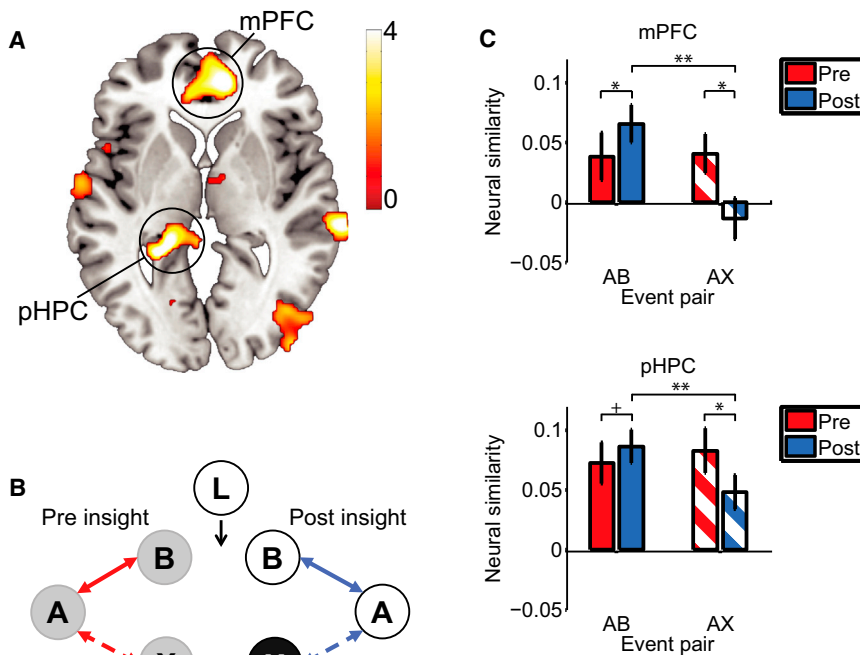 A
mPFC
4
0
pHPC
B
L
Pre insight
Post insight
B
B
A
A
C
mPFC
**
*
*
Pre
Post
Neural similarity
0.1
0.05
0
−0.05
AB
AX
Event pair
pHPC
**
+
*
Pre
Post
Neural similarity
0.1
0.05
0
−0.05
AB
AX
Event pair